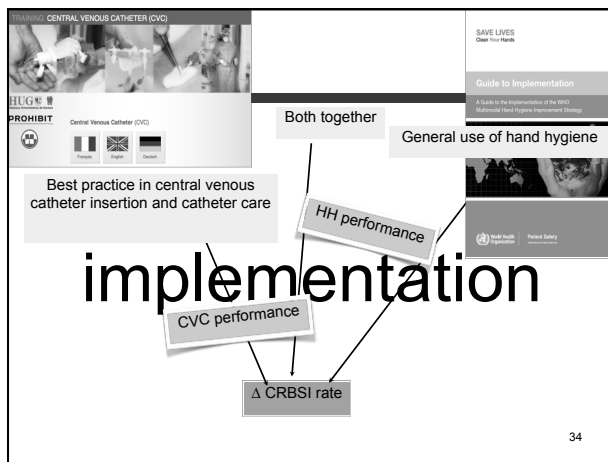 TRAINING CENTRAL VENOUS CATHETER (CVC)
HUG
PROHIBIT
Central Venous Catheter (CVC)
Français
English
Deutsch
SAVE LIVES
Clean Your Hands
Guide to Implementation
A Guide to the Implementation of the WHO
Multimodal Hand Hygiene Improvement Strategy
World Health
Organization
Patient Safety
Both together
General use of hand hygiene
Best practice in central venous
catheter insertion and catheter care
HH performance
implementation
CVC performance
Δ CRBSI rate
34